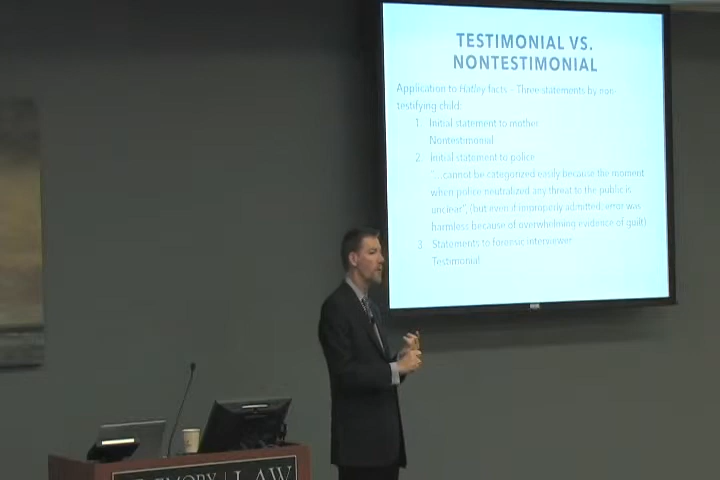 TESTIMONIAL VS.
NONTESTIMONIAL
Application to Hatley facts – Three statements by non-
testifying child:
1. Initial statement to mother
Nontestimonial
2. Initial statement to police
"...cannot be categorized easily because the moment
when police neutralized any threat to the public is
unclear", (but even if improperly admitted, error was
harmless because of overwhelming evidence of guilt)
3. Statements to forensic interviewer
Testimonial
EMORY | LAW